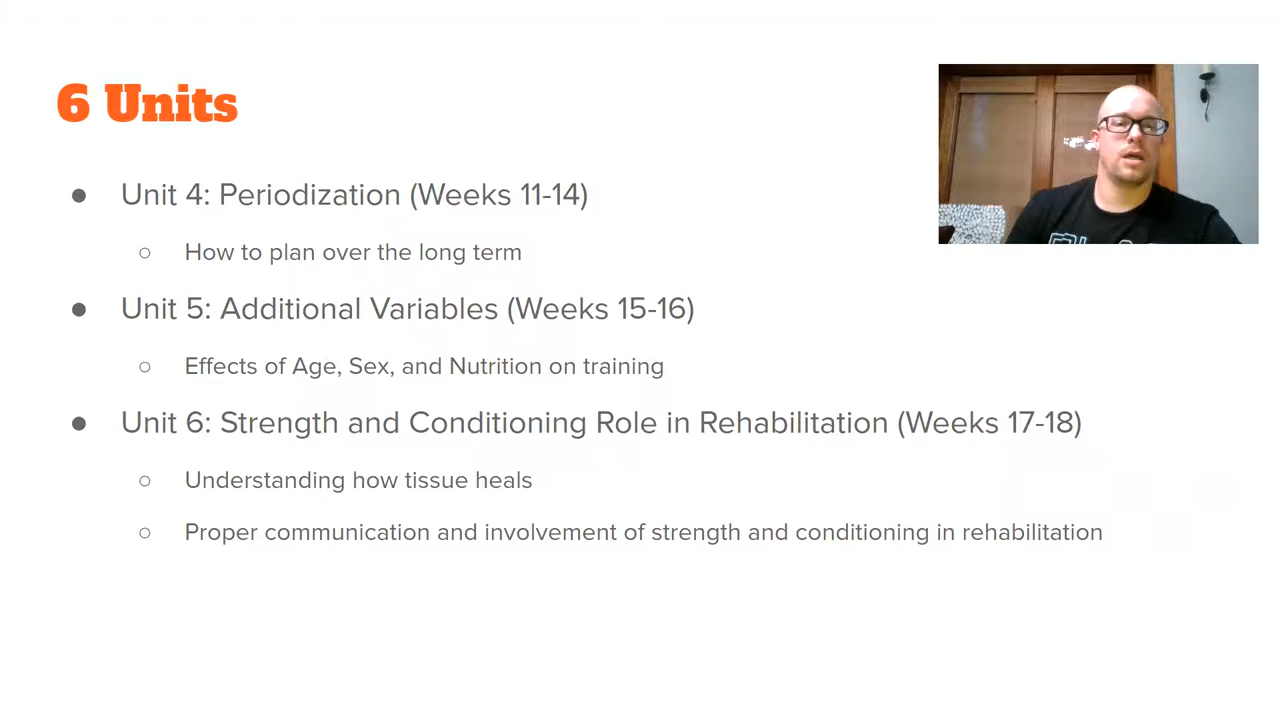 6 Units
● Unit 4: Periodization (Weeks 11-14)
○ How to plan over the long term
● Unit 5: Additional Variables (Weeks 15-16)
○ Effects of Age, Sex, and Nutrition on training
● Unit 6: Strength and Conditioning Role in Rehabilitation (Weeks 17-18)
○ Understanding how tissue heals
○ Proper communication and involvement of strength and conditioning in rehabilitation